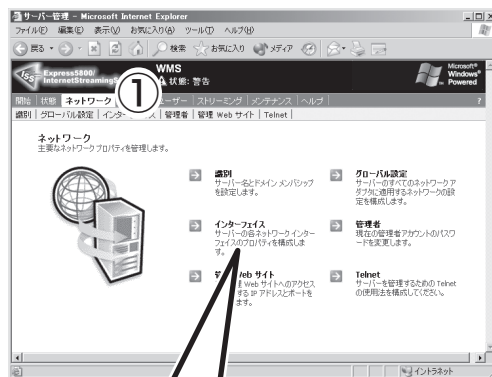 サーバー管理 - Microsoft Internet Explorer
ファイル(F) 編集(E) 表示(V) お気に入り(A) ツール(T) ヘルプ(H)
戻る 検索 お気に入り メディア
Express5800/
InternetStreamingS
WMS
状態: 警告
Microsoft®
Windows®
Powered
開始 状態 ネットワーク ユーザー ストリーミング メンテナンス ヘルプ ?
識別 グローバル設定 インター 管理者 管理 Web サイト Telnet
①
ネットワーク
主要なネットワーク プロパティを管理します。
識別
サーバー名とドメイン メンバシップ
を設定します。
グローバル設定
サーバーのすべてのネットワーク ア
ダプタに適用するネットワークの設
定を構成します。
インターフェイス
サーバーの各ネットワーク インター
フェイスのプロパティを構成しま
す。
管理者
現在の管理者アカウントのパスワ
ードを変更します。
Web サイト
Web サイトへのアクセス
する IP アドレスとポートを
ます。
Telnet
サーバーを管理するための Telnet
の使用法を構成してください。
イントラネット